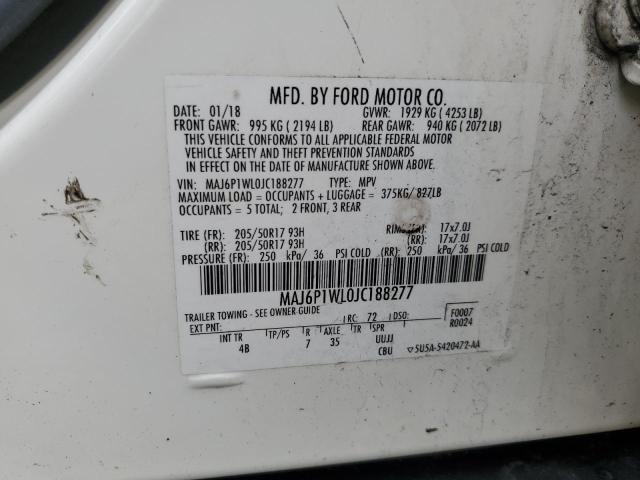 MFD. BY FORD MOTOR CO.
DATE: 01/18 GVWR: 1929 KG ( 4253 LB)
FRONT GAWR: 995 KG ( 2194 LB) REAR GAWR: 940 KG ( 2072 LB)
THIS VEHICLE CONFORMS TO ALL APPLICABLE FEDERAL MOTOR
VEHICLE SAFETY AND THEFT PREVENTION STANDARDS
IN EFFECT ON THE DATE OF MANUFACTURE SHOWN ABOVE.
VIN: MAJ6P1WL0JC188277 TYPE: MPV
MAXIMUM LOAD = OCCUPANTS + LUGGAGE = 375KG/ 827LB
OCCUPANTS = 5 TOTAL; 2 FRONT, 3 REAR
TIRE (FR): 205/50R17 93H 17x7.0J
(RR): 205/50R17 93H (RR): 17x7.0J
PRESSURE (FR): 250 kPa/ 36 PSI COLD (RR): 250 kPa/ 36 PSI COLD
MAJ6P1WL0JC188277
TRAILER TOWING - SEE OWNER GUIDE
EXT PNT: RC: 72 DSO: F0007
R0024
INT TR TP/PS R AXLE TR SPR
4B 7 35 UUJJ
CBU 5U5A-5420472-AA